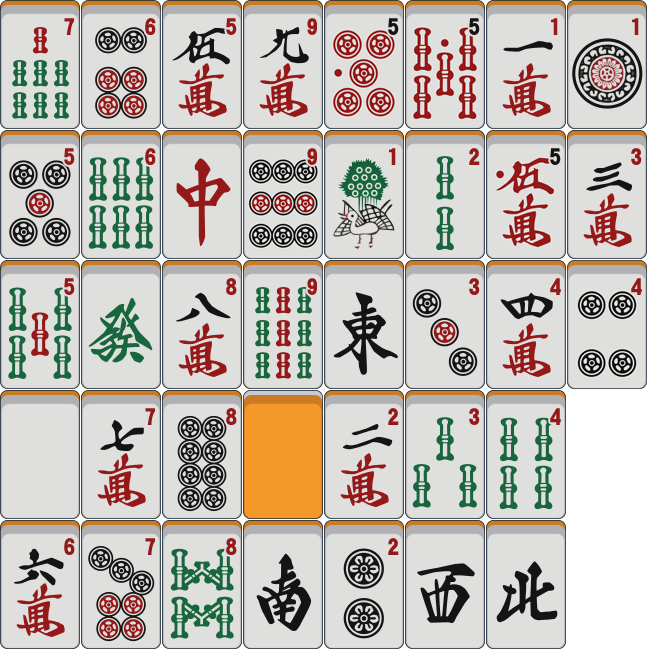 7 6 5 伍萬 9 九萬 5 5 1 一萬 1
5 6 中 9 1 2 5 伍萬 3 三萬
5 發 8 八萬 9 東 3 4 四萬 4
7 七萬 8 2 二萬 3 4
6 六萬 7 8 南 2 西 北